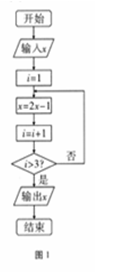 开始
输入x
i=1
x=2x-1
i=i+1
i>3?
否
是
输出x
结束
图1